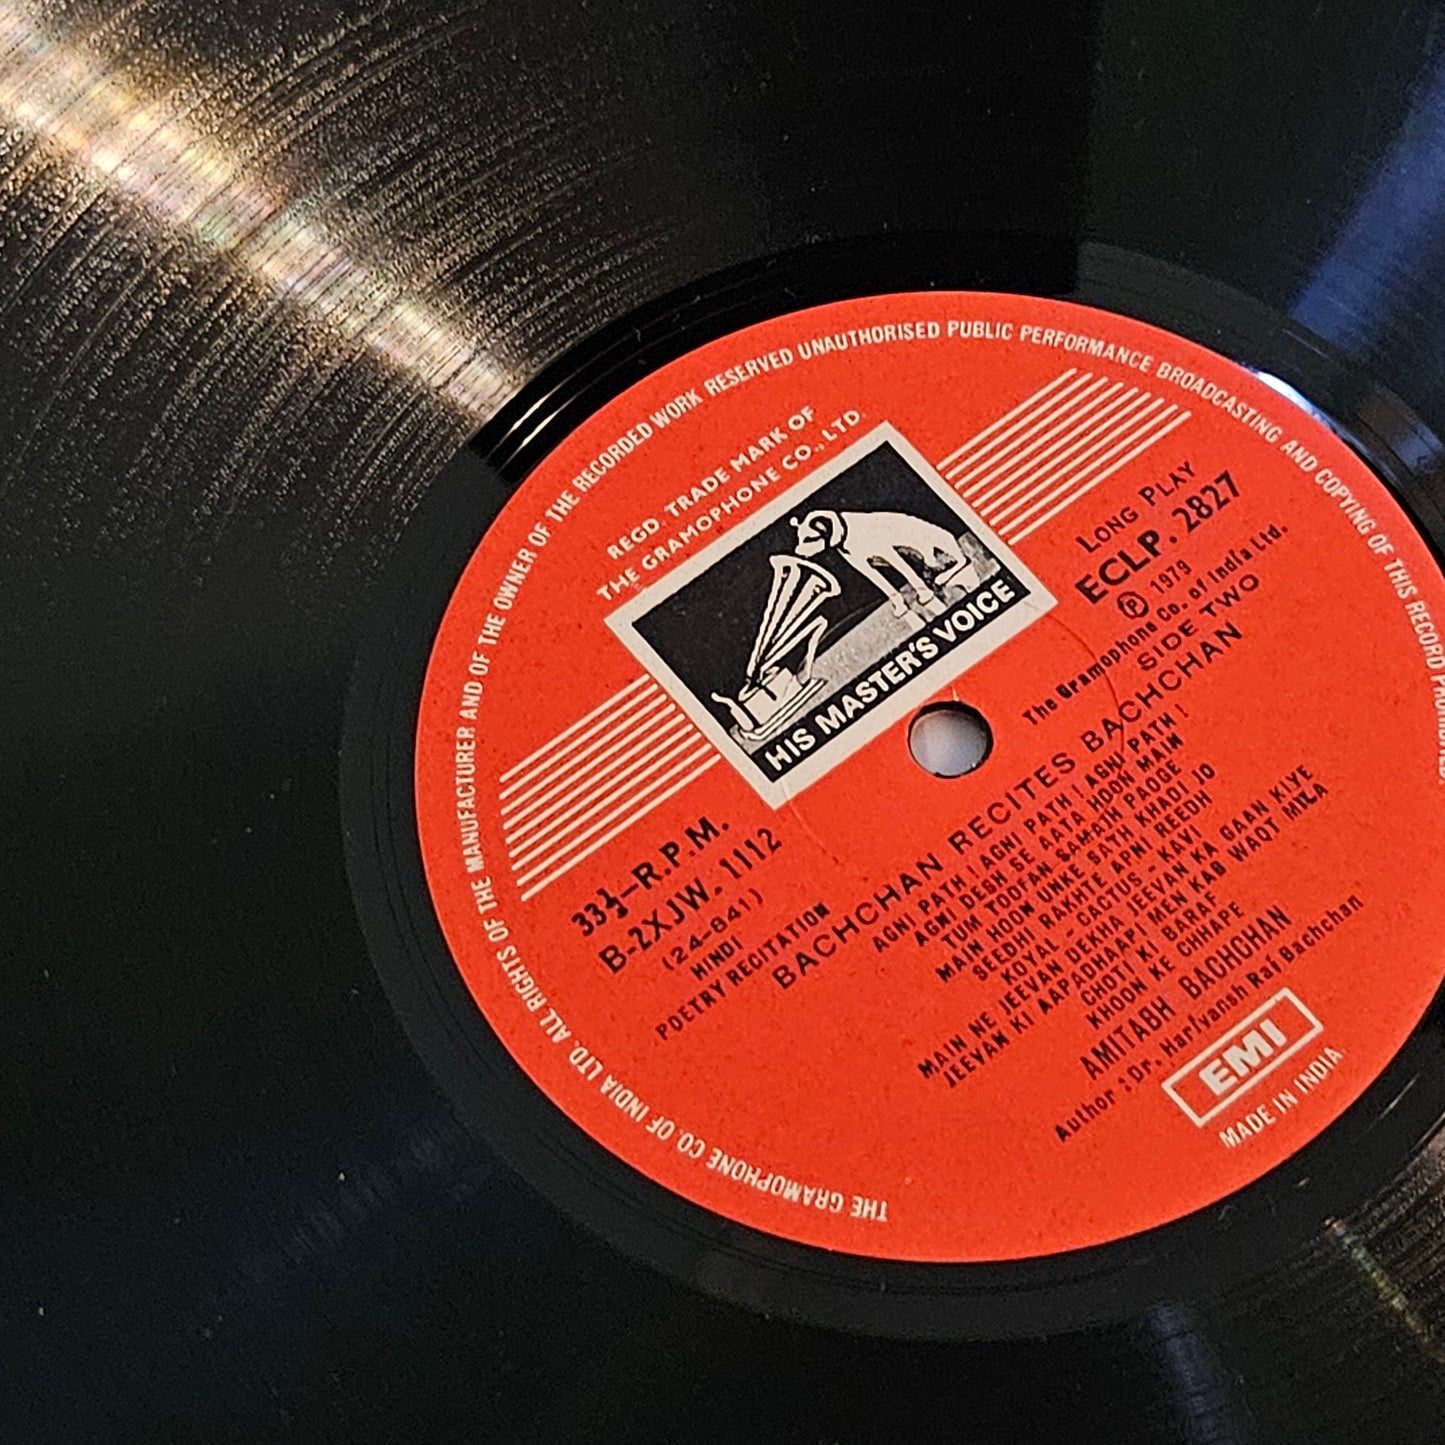 THE GRAMOPHONE CO. OF INDIA LTD. ALL RIGHTS OF THE MANUFACTURER AND OF THE OWNER OF THE RECORDED WORK RESERVED UNAUTHORISED PUBLIC PERFORMANCE BROADCASTING AND COPYING OF THIS RECORD PROHIBITED
REGD. TRADE MARK OF
THE GRAMOPHONE CO., LTD.
HIS MASTER'S VOICE
LONG PLAY
ECLP. 2827
Ⓟ 1979
The Gramophone Co. of India Ltd.
SIDE TWO
33⅓-R.P.M.
B-2XJW-1112
(24-841)
HINDI
POETRY RECITATION
BACHCHAN RECITES BACHCHAN
AGNI PATH ! AGNI PATH ! AGNI PATH !
AGNI DESH SE AATA HOON MAIN
TUM TOOFAN SAMAJH PAOGE
MAIN HOON UNKE SATH KHADI JO
SEEDHI RAKHTE APNI REEDH
KOYAL - CACTUS - KAVI
MAIN NE JEEVAN DEKHA JEEVAN KA GAAN KIYE
JEEVAN KI AAPADHAAPI MEN KAB WAQT MILA
CHOTI KI BARAF
KHOON KE CHHAPE
AMITABH BACHCHAN
Author : Dr. Harivansh Rai Bachchan
EMI
MADE IN INDIA